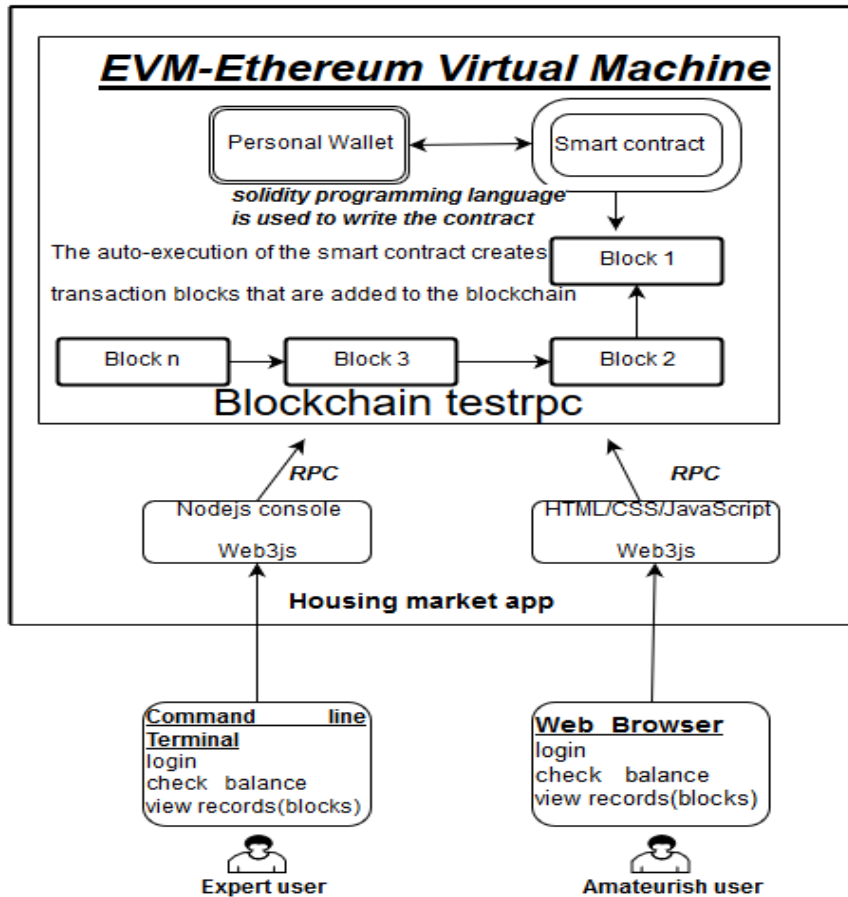 EVM-Ethereum Virtual Machine
Personal Wallet
Smart contract
solidity programming language
is used to write the contract
The auto-execution of the smart contract creates
transaction blocks that are added to the blockchain
Block 1
Block n
Block 3
Block 2
Blockchain testrpc
RPC
RPC
Nodejs console
Web3js
HTML/CSS/JavaScript
Web3js
Housing market app
Command line
Terminal
login
check balance
view records(blocks)
Web Browser
login
check balance
view records(blocks)
Expert user
Amateurish user